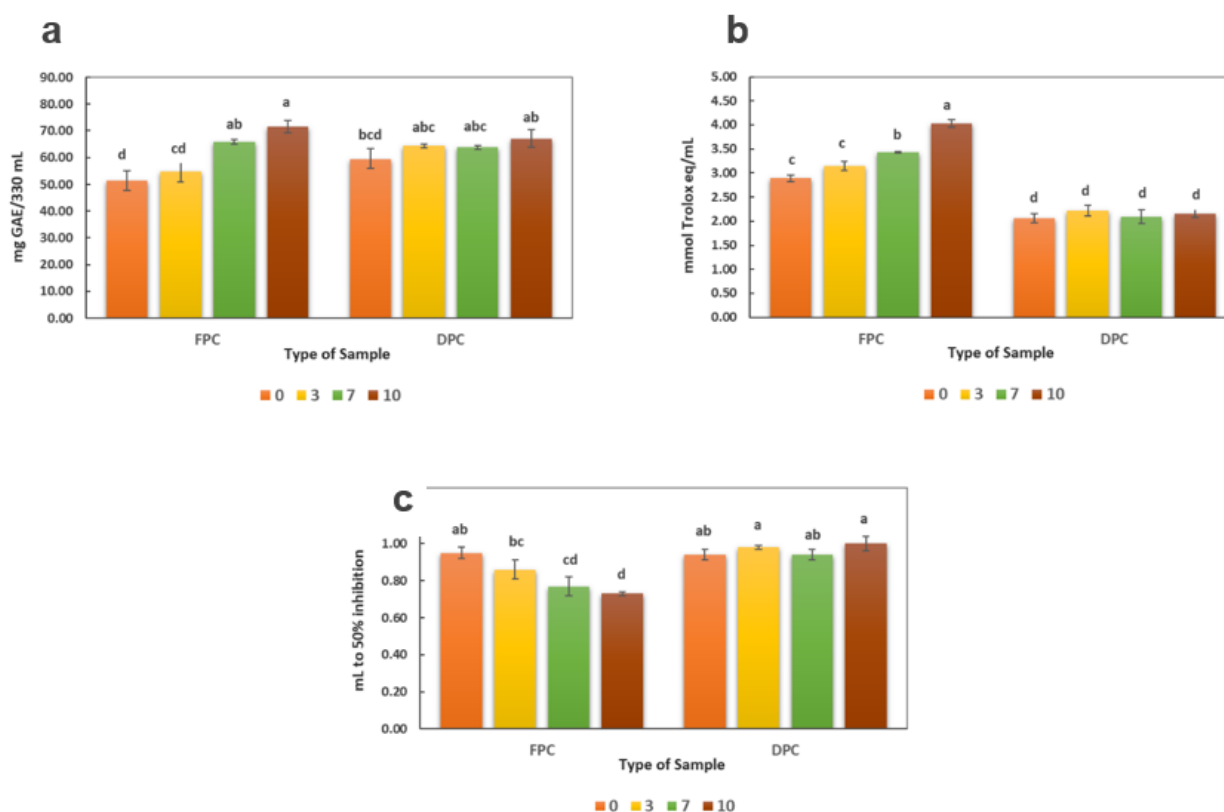 a
90.00
80.00
70.00
60.00
50.00
40.00
30.00
20.00
10.00
0.00
mg GAE/330 mL
d cd ab a bcd abc abc ab
FPC DPC
Type of Sample
0 3 7 10
b
5.00
4.50
4.00
3.50
3.00
2.50
2.00
1.50
1.00
0.50
0.00
mmol Trolox eq/mL
c c b a d d d d
FPC DPC
Type of Sample
0 3 7 10
c
1.00
0.80
0.60
0.40
0.20
0.00
mL to 50% inhibition
ab bc cd d ab a ab a
FPC DPC
Type of Sample
0 3 7 10